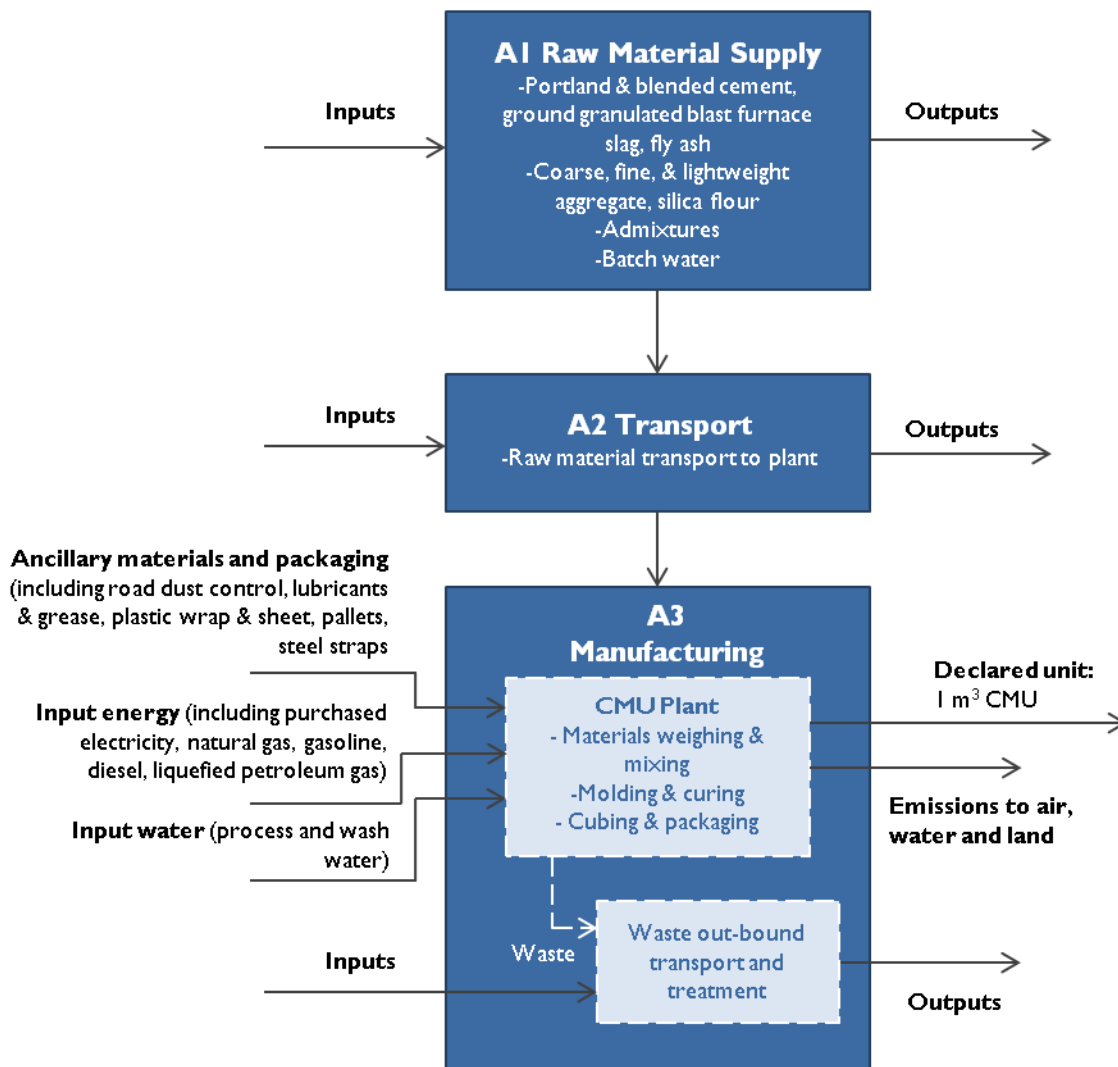 A1 Raw Material Supply
-Portland & blended cement,
ground granulated blast furnace
slag, fly ash
-Coarse, fine, & lightweight
aggregate, silica flour
-Admixtures
-Batch water
Inputs
Outputs
A2 Transport
-Raw material transport to plant
Inputs
Outputs
Ancillary materials and packaging
(including road dust control, lubricants
& grease, plastic wrap & sheet, pallets,
steel straps
Input energy (including purchased
electricity, natural gas, gasoline,
diesel, liquefied petroleum gas)
Input water (process and wash
water)
A3
Manufacturing
CMU Plant
- Materials weighing &
mixing
-Molding & curing
- Cubing & packaging
Declared unit:
1 m³ CMU
Emissions to air,
water and land
Waste
Waste out-bound
transport and
treatment
Inputs
Outputs